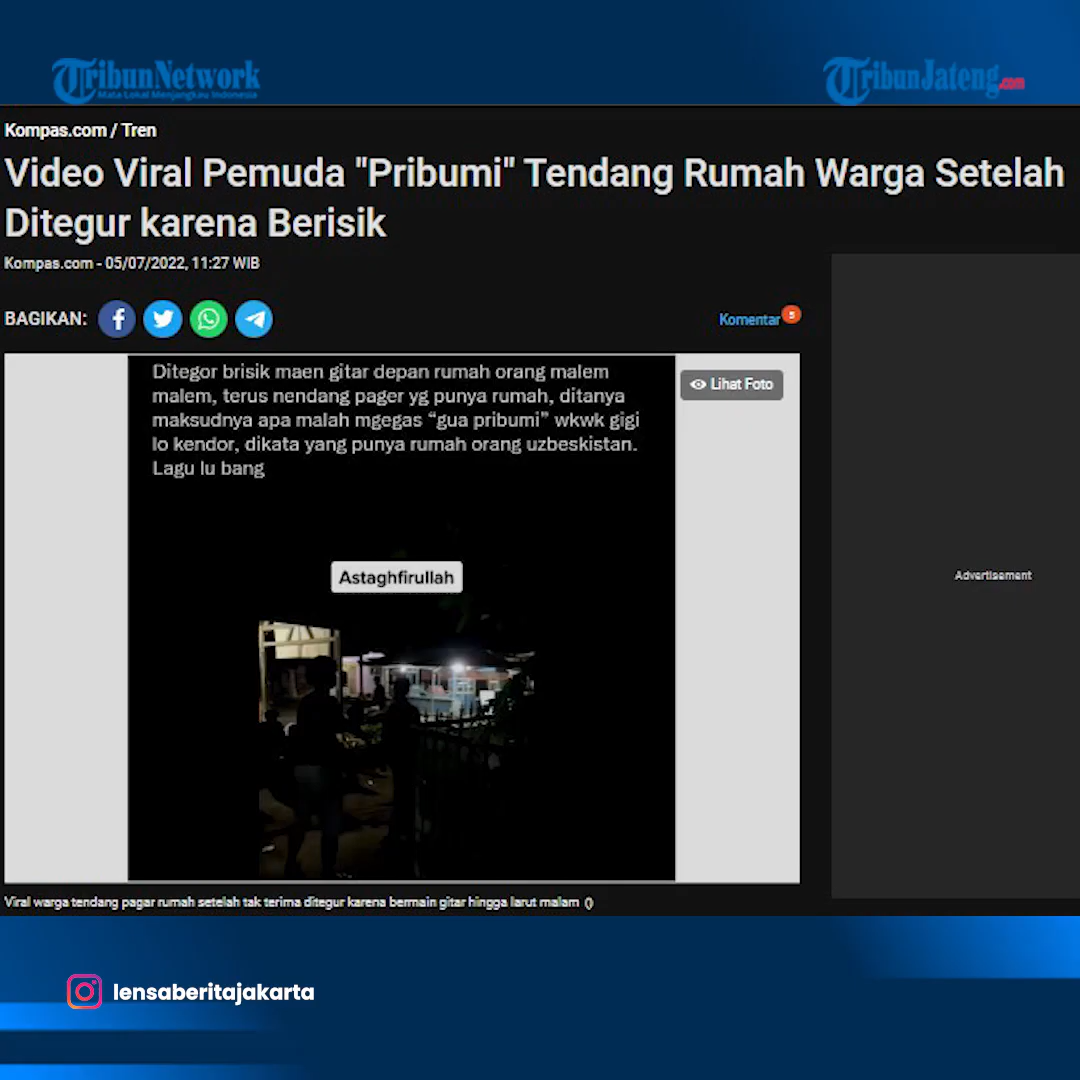 TribunNetwork
Mata Lokal Menjangkau Indonesia
TribunJateng.com
Kompas.com / Tren
Video Viral Pemuda "Pribumi" Tendang Rumah Warga Setelah
Ditegur karena Berisik
Kompas.com - 05/07/2022, 11:27 WIB
BAGIKAN:
Komentar 5
Ditegor brisik maen gitar depan rumah orang malem
malem, terus nendang pager yg punya rumah, ditanya
maksudnya apa malah mgegas “gua pribumi” wkwk gigi
lo kendor, dikata yang punya rumah orang uzbeskistan.
Lagu lu bang
Lihat Foto
Astaghfirullah
Advertisement
Viral warga tendang pagar rumah setelah tak terima ditegur karena bermain gitar hingga larut malam ()
lensaberitajakarta